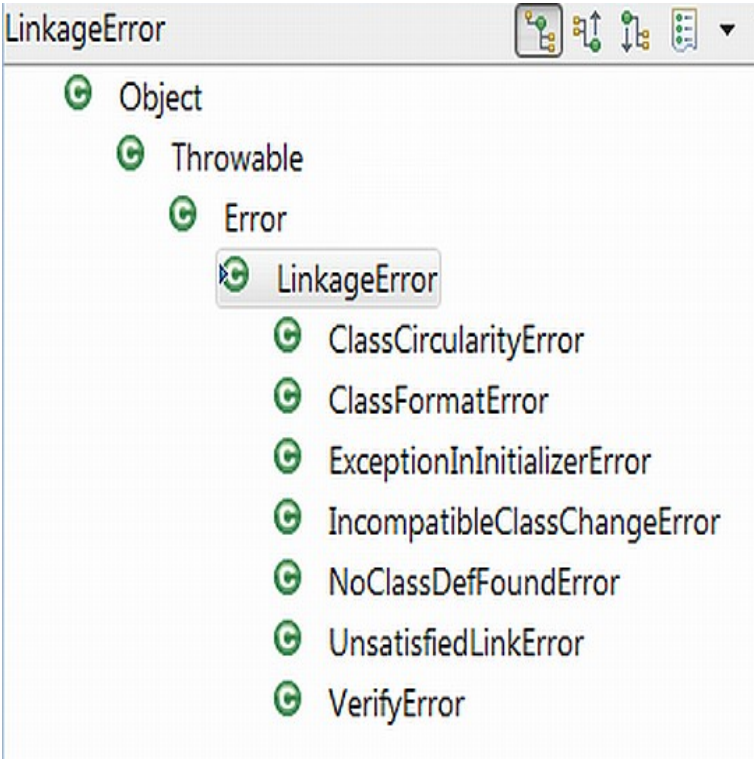 LinkageError
Object
Throwable
Error
LinkageError
ClassCircularityError
ClassFormatError
ExceptionInInitializerError
IncompatibleClassChangeError
NoClassDefFoundError
UnsatisfiedLinkError
VerifyError